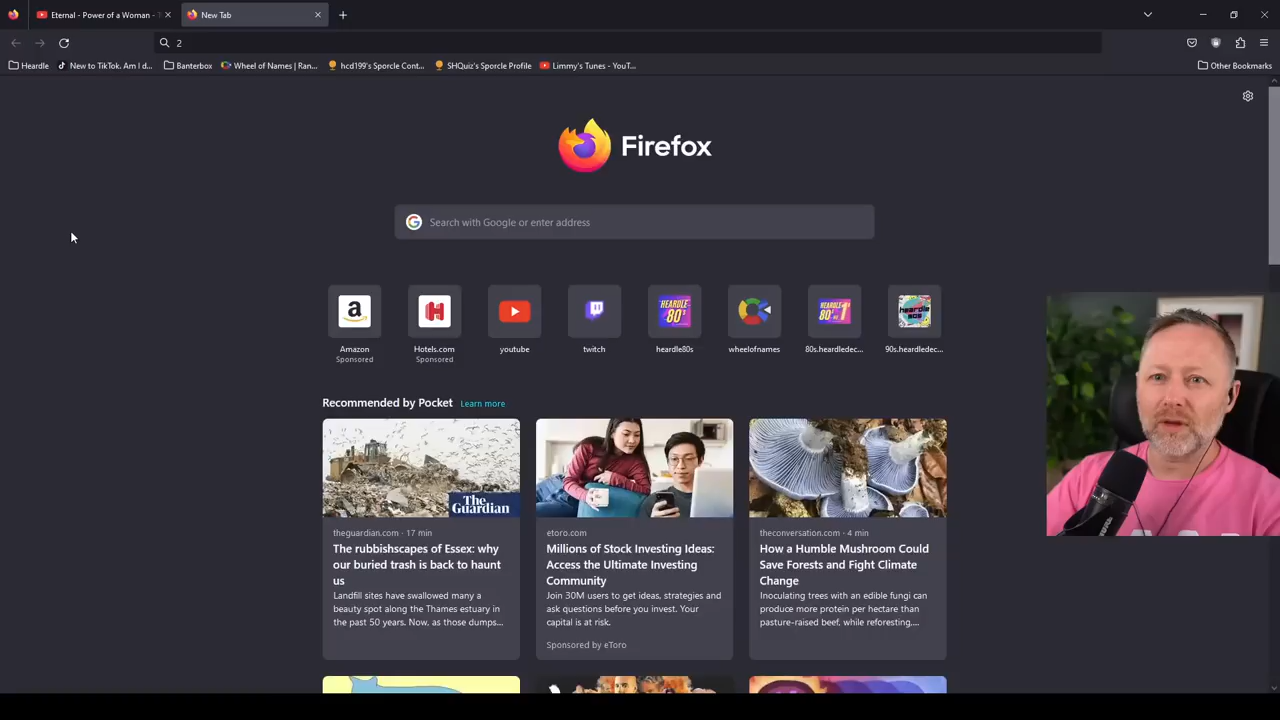 Eternal - Power of a Woman - T
New Tab
2
Heardle
New to TikTok. Am I d...
Banterbox
Wheel of Names | Ran...
hcd199's Sporcle Cont...
SHQuiz's Sporcle Profile
Limmy's Tunes - YouT...
Other Bookmarks
Firefox
Search with Google or enter address
HEARDLE 80's
HEARDLE 80's #1
heardle 90s
Amazon
Hotels.com
youtube
twitch
heardle80s
wheelofnames
80s.heardledec...
90s.heardledec...
Sponsored
Sponsored
Recommended by Pocket Learn more
The Guardian
theguardian.com · 17 min
The rubbishscapes of Essex: why
our buried trash is back to haunt
us
Landfill sites have swallowed many a
beauty spot along the Thames estuary in
the past 50 years. Now, as those dumps...
etoro.com
Millions of Stock Investing Ideas:
Access the Ultimate Investing
Community
Join 30M users to get ideas, strategies and
ask questions before you invest. Your
capital is at risk.
Sponsored by eToro
theconversation.com · 4 min
How a Humble Mushroom Could
Save Forests and Fight Climate
Change
Inoculating trees with an edible fungi can
produce more protein per hectare than
pasture-raised beef, while reforesting,...